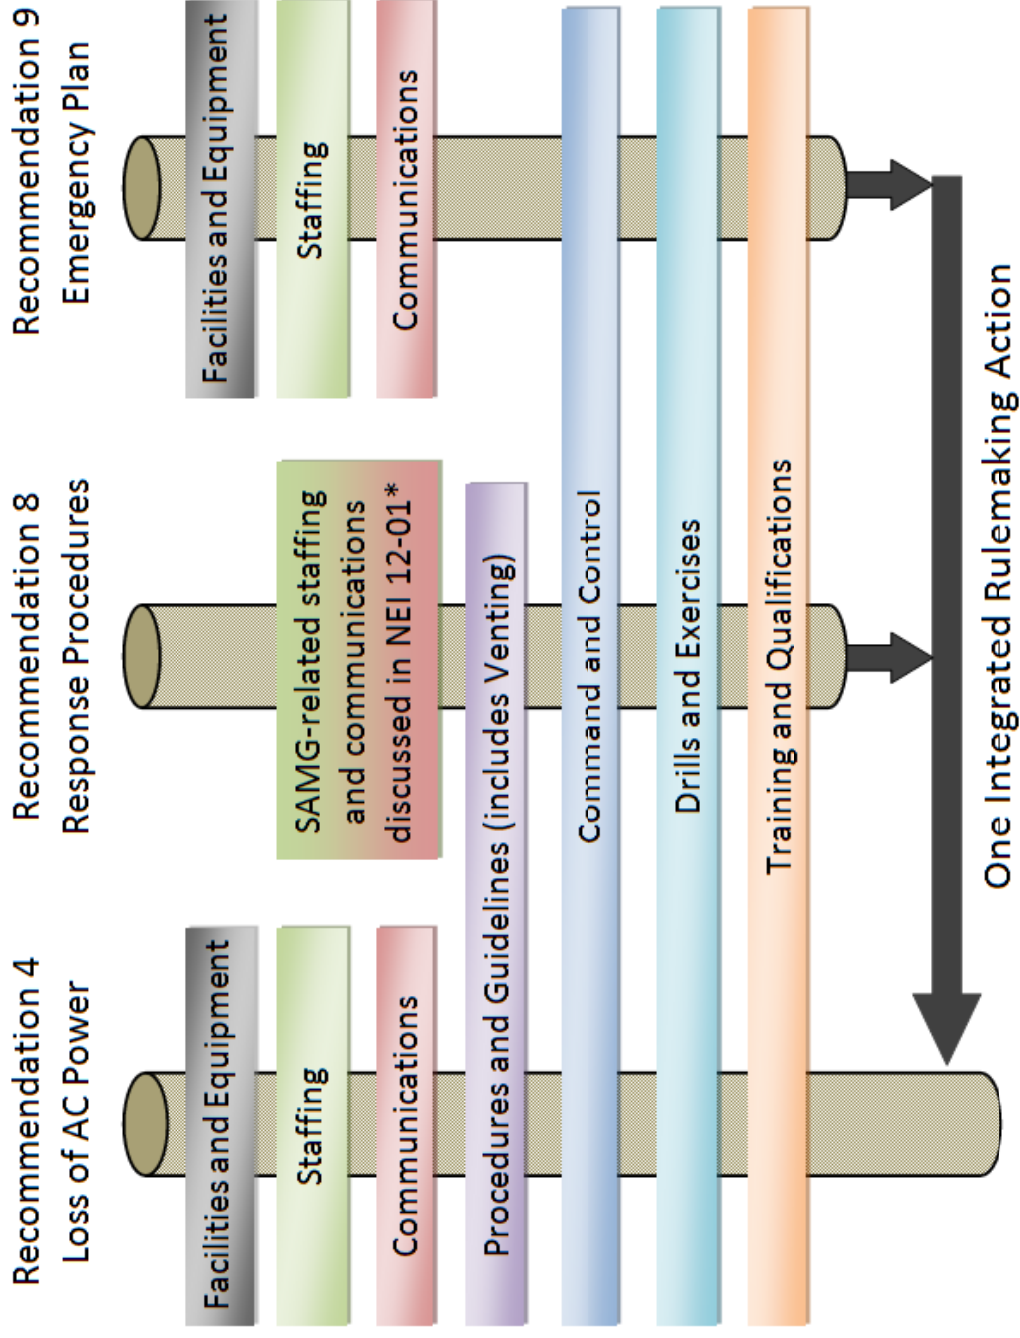 Recommendation 4
Loss of AC Power
Recommendation 8
Response Procedures
Recommendation 9
Emergency Plan
Facilities and Equipment
Facilities and Equipment
Staffing
SAMG-related staffing
and communications
discussed in NEI 12-01*
Staffing
Communications
Communications
Procedures and Guidelines (includes Venting)
Command and Control
Drills and Exercises
Training and Qualifications
One Integrated Rulemaking Action